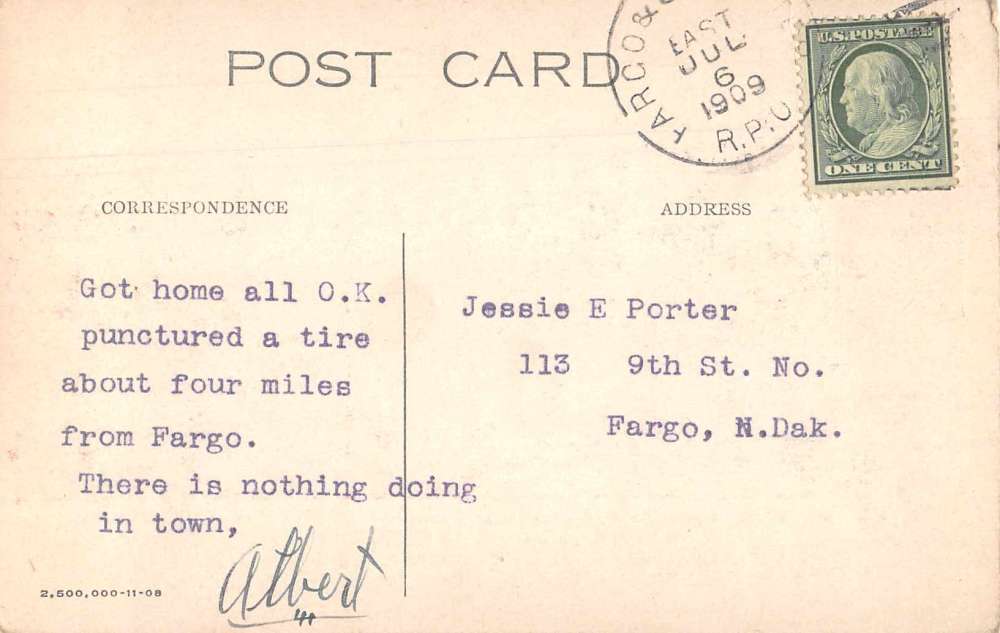 POST CARD
FARGO &
EAST
JUL
6
1909
R.P.O
U.S. POSTAGE
ONE CENT
CORRESPONDENCE
ADDRESS
Got home all O.K.
punctured a tire
about four miles
from Fargo.
There is nothing doing
in town,
Albert
2,500,000-11-08
Jessie E Porter
113 9th St. No.
Fargo, N.Dak.